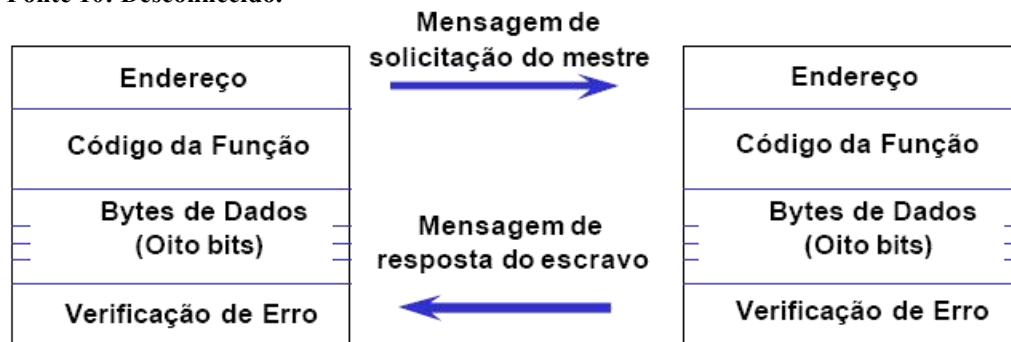 Fonte 10: Desconhecido.
Mensagem de
solicitação do mestre
Endereço
Código da Função
Bytes de Dados
(Oito bits)
Verificação de Erro
Mensagem de
resposta do escravo
Endereço
Código da Função
Bytes de Dados
(Oito bits)
Verificação de Erro